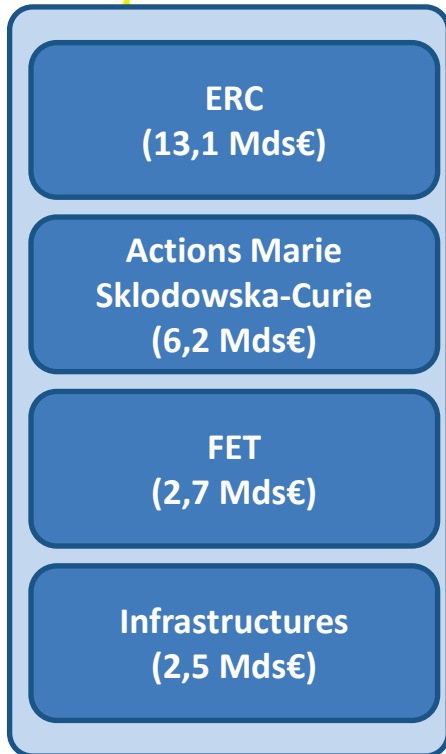 ERC
(13,1 Mds€)
Actions Marie
Sklodowska-Curie
(6,2 Mds€)
FET
(2,7 Mds€)
Infrastructures
(2,5 Mds€)